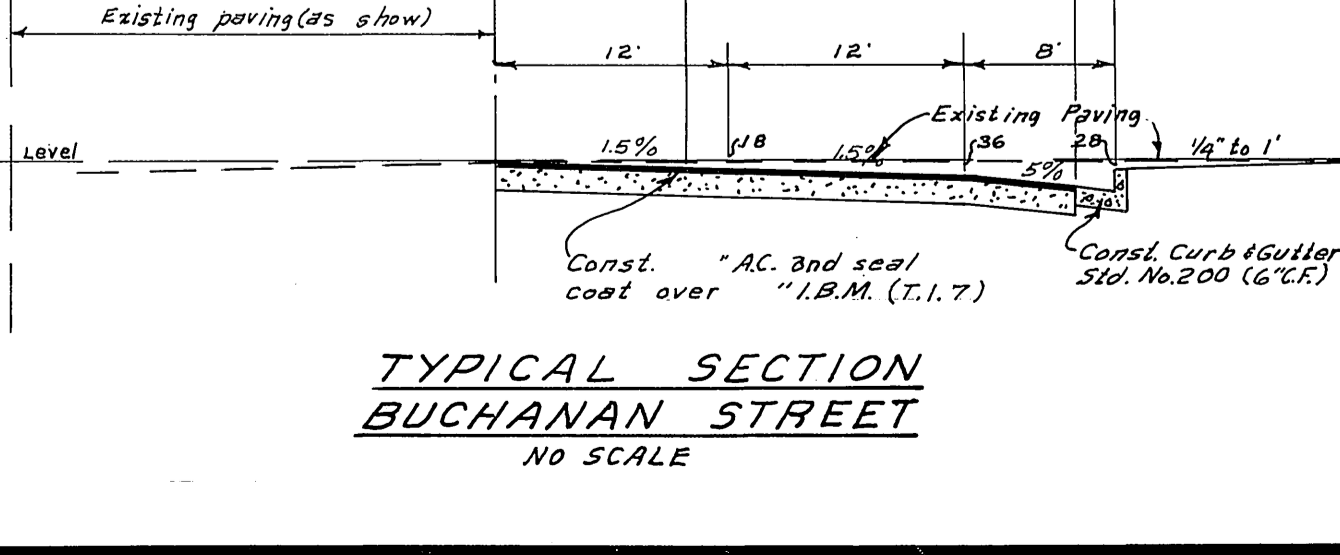 Existing paving (as show)
12'
12'
8'
Existing Paving
Level
1.5%
.18
1.5%
.36
.28
1/4" to 1'
5%
Const. "A.C. and seal
coat over "I.B.M. (T.I. 7)
Const. Curb & Gutter
Std. No. 200 (6" C.F.)
TYPICAL SECTION
BUCHANAN STREET
NO SCALE